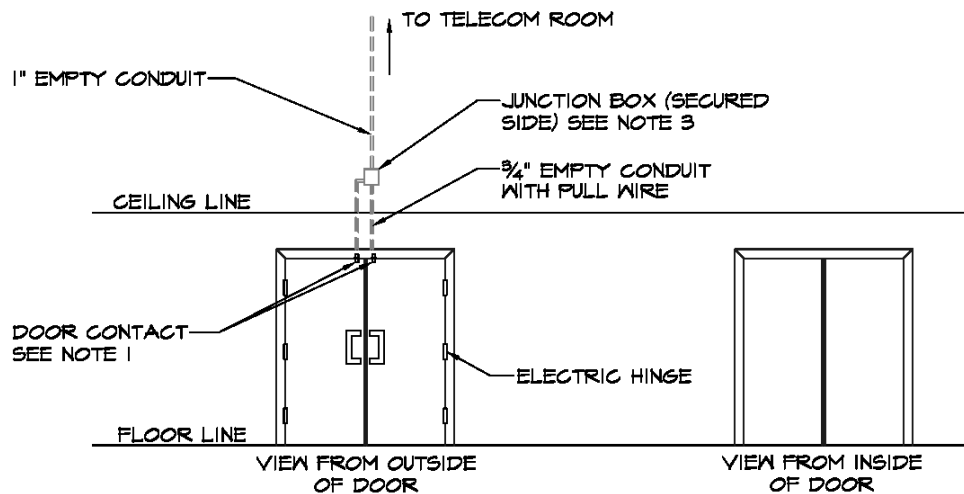 TO TELECOM ROOM
1" EMPTY CONDUIT
JUNCTION BOX (SECURED
SIDE) SEE NOTE 3
3/4" EMPTY CONDUIT
WITH PULL WIRE
CEILING LINE
DOOR CONTACT
SEE NOTE 1
ELECTRIC HINGE
FLOOR LINE
VIEW FROM OUTSIDE
OF DOOR
VIEW FROM INSIDE
OF DOOR